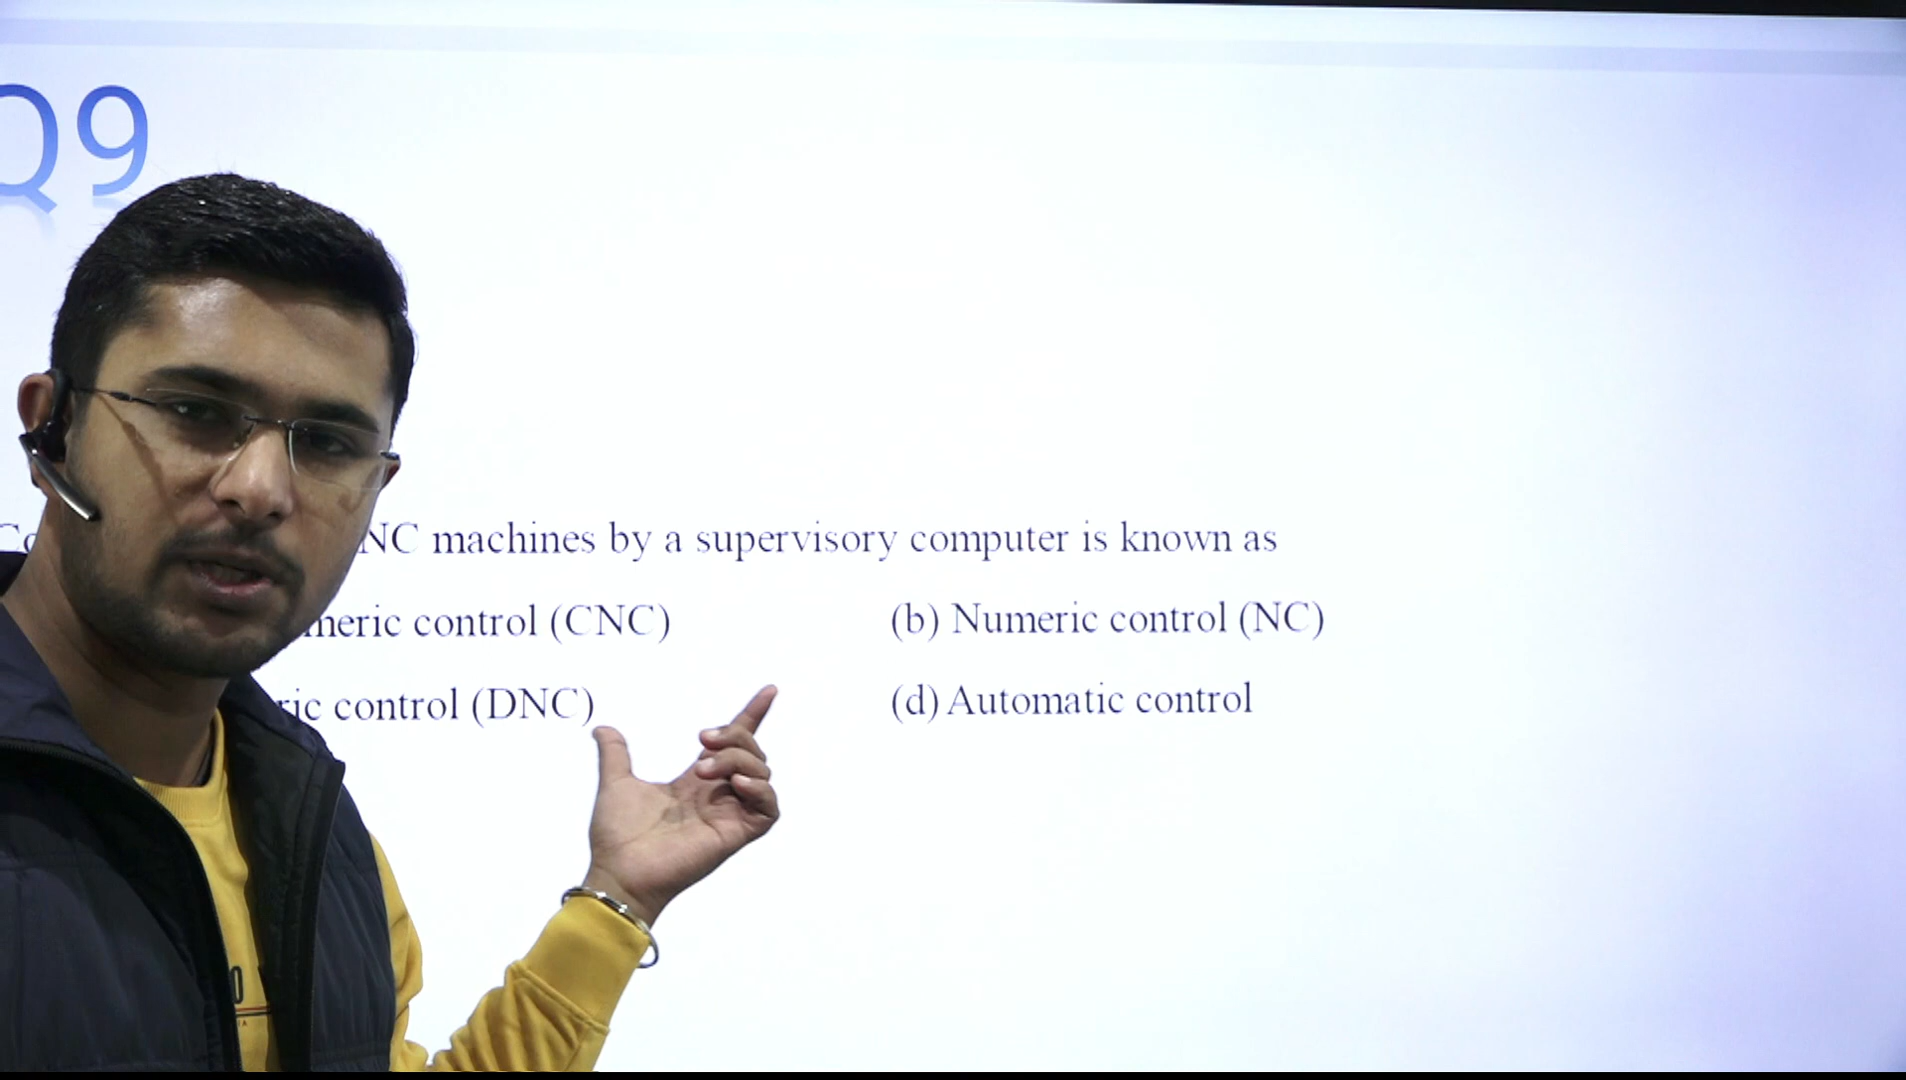 Q9
NC machines by a supervisory computer is known as
meric control (CNC)
(b) Numeric control (NC)
ric control (DNC)
(d) Automatic control